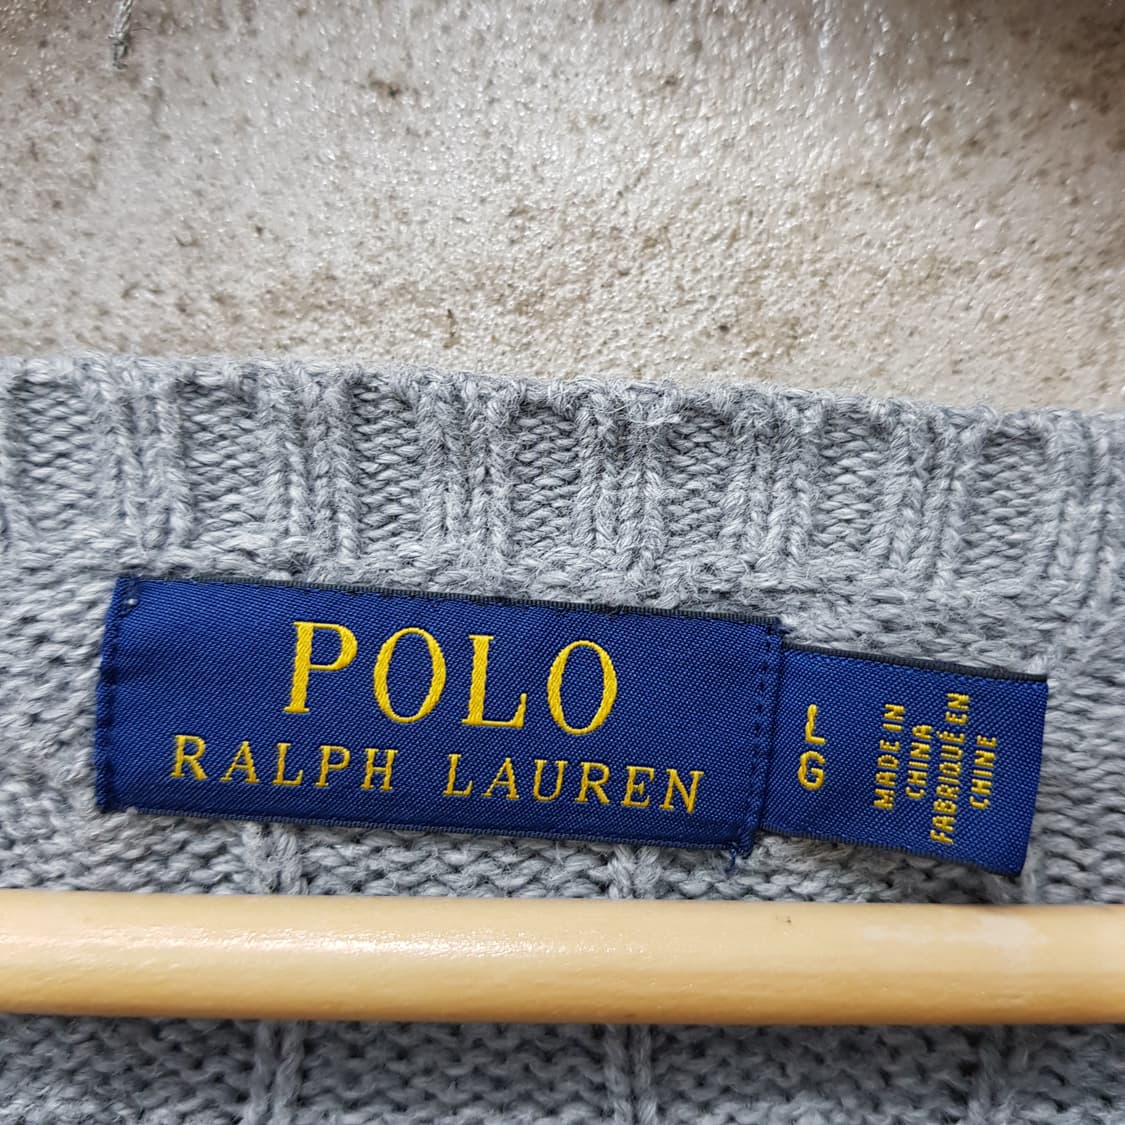 POLO
RALPH LAUREN
L
G
MADE IN
CHINA
FABRIQUÉ EN
CHINE